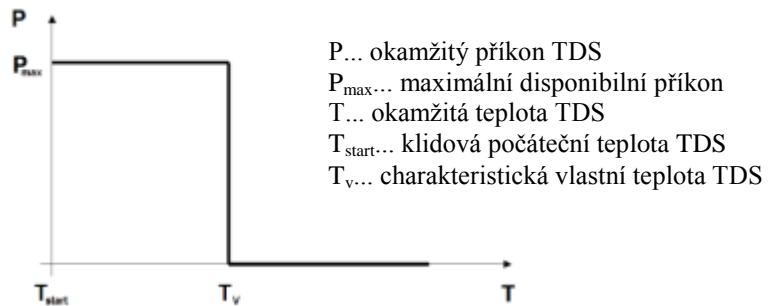 P
P... okamžitý příkon TDS
Pmax... maximální disponibilní příkon
Pmax
T... okamžitá teplota TDS
Tstart... klidová počáteční teplota TDS
Tv... charakteristická vlastní teplota TDS
Tstart
TV
T